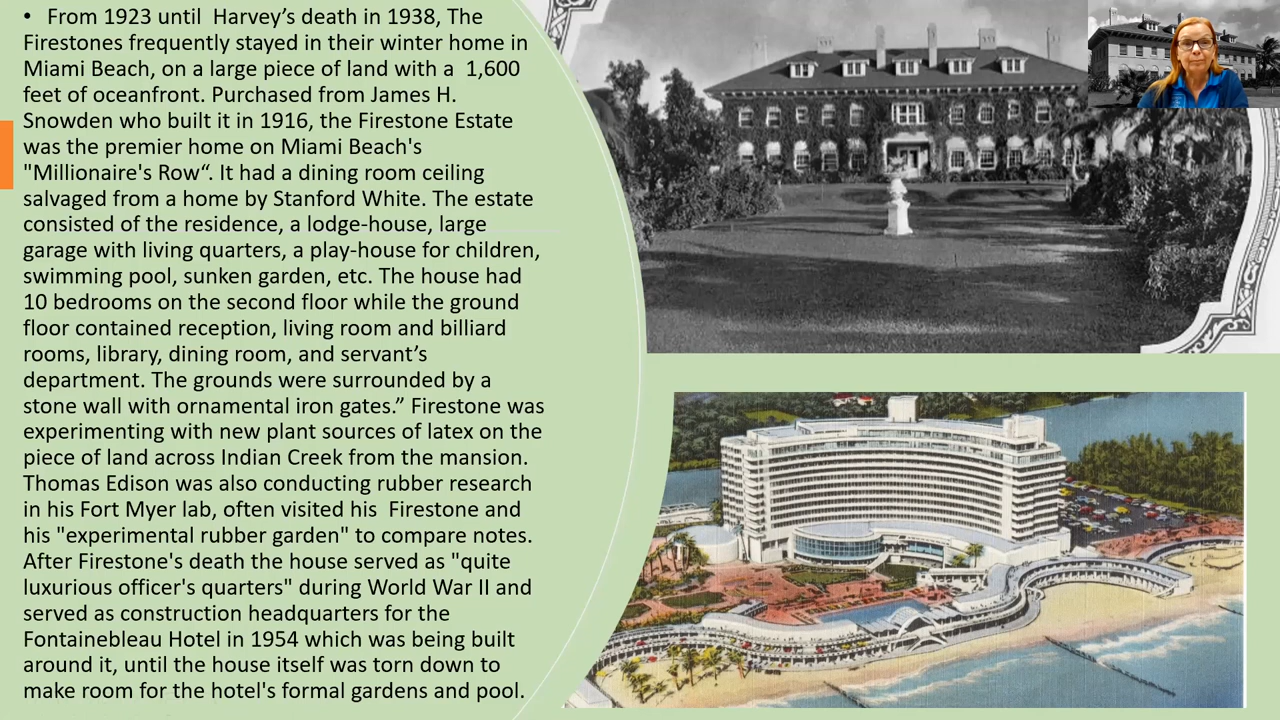 • From 1923 until  Harvey’s death in 1938, The
Firestones frequently stayed in their winter home in
Miami Beach, on a large piece of land with a  1,600
feet of oceanfront. Purchased from James H.
Snowden who built it in 1916, the Firestone Estate
was the premier home on Miami Beach's
"Millionaire's Row“. It had a dining room ceiling
salvaged from a home by Stanford White. The estate
consisted of the residence, a lodge-house, large
garage with living quarters, a play-house for children,
swimming pool, sunken garden, etc. The house had
10 bedrooms on the second floor while the ground
floor contained reception, living room and billiard
rooms, library, dining room, and servant’s
department. The grounds were surrounded by a
stone wall with ornamental iron gates.” Firestone was
experimenting with new plant sources of latex on the
piece of land across Indian Creek from the mansion.
Thomas Edison was also conducting rubber research
in his Fort Myer lab, often visited his  Firestone and
his "experimental rubber garden" to compare notes.
After Firestone's death the house served as "quite
luxurious officer's quarters" during World War II and
served as construction headquarters for the
Fontainebleau Hotel in 1954 which was being built
around it, until the house itself was torn down to
make room for the hotel's formal gardens and pool.